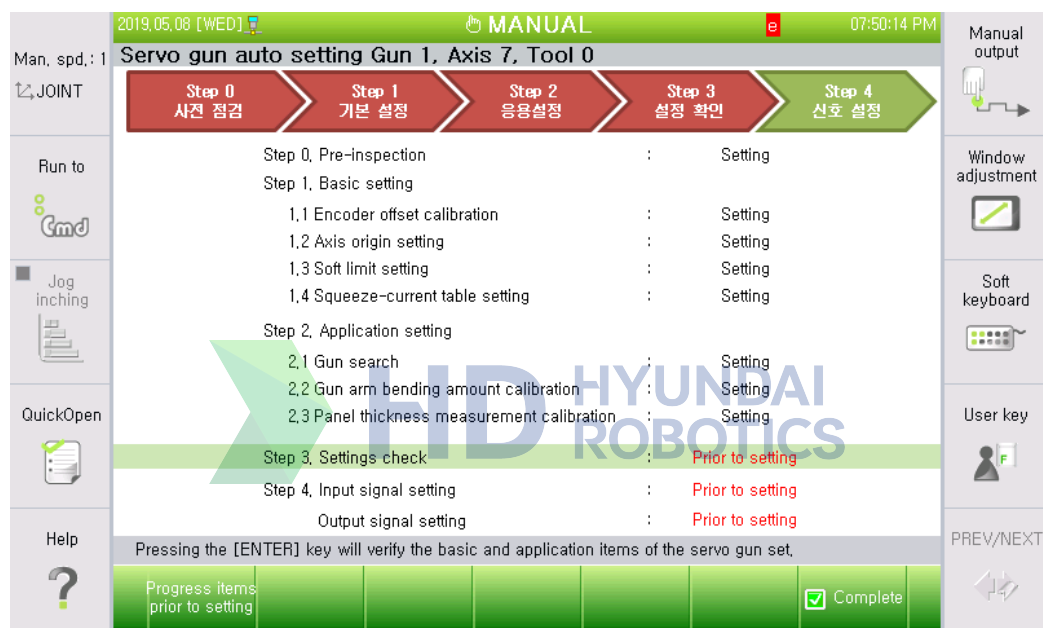 2019.05.08 [WED]
MANUAL
e
07:50:14 PM
Man. spd.: 1
JOINT
Servo gun auto setting Gun 1, Axis 7, Tool 0
Step 0
사전 점검
Step 1
기본 설정
Step 2
응용설정
Step 3
설정 확인
Step 4
신호 설정
Step 0. Pre-inspection : Setting
Step 1. Basic setting
1.1 Encoder offset calibration : Setting
1.2 Axis origin setting : Setting
1.3 Soft limit setting : Setting
1.4 Squeeze-current table setting : Setting
Step 2. Application setting
2.1 Gun search : Setting
2.2 Gun arm bending amount calibration : Setting
2.3 Panel thickness measurement calibration : Setting
Step 3. Settings check : Prior to setting
Step 4. Input signal setting : Prior to setting
Output signal setting : Prior to setting
Pressing the [ENTER] key will verify the basic and application items of the servo gun set.
Progress items
prior to setting
Complete
Run to
Cmd
Jog
inching
QuickOpen
Help
?
Manual
output
Window
adjustment
Soft
keyboard
User key
F
PREV/NEXT
HD HYUNDAI
ROBOTICS